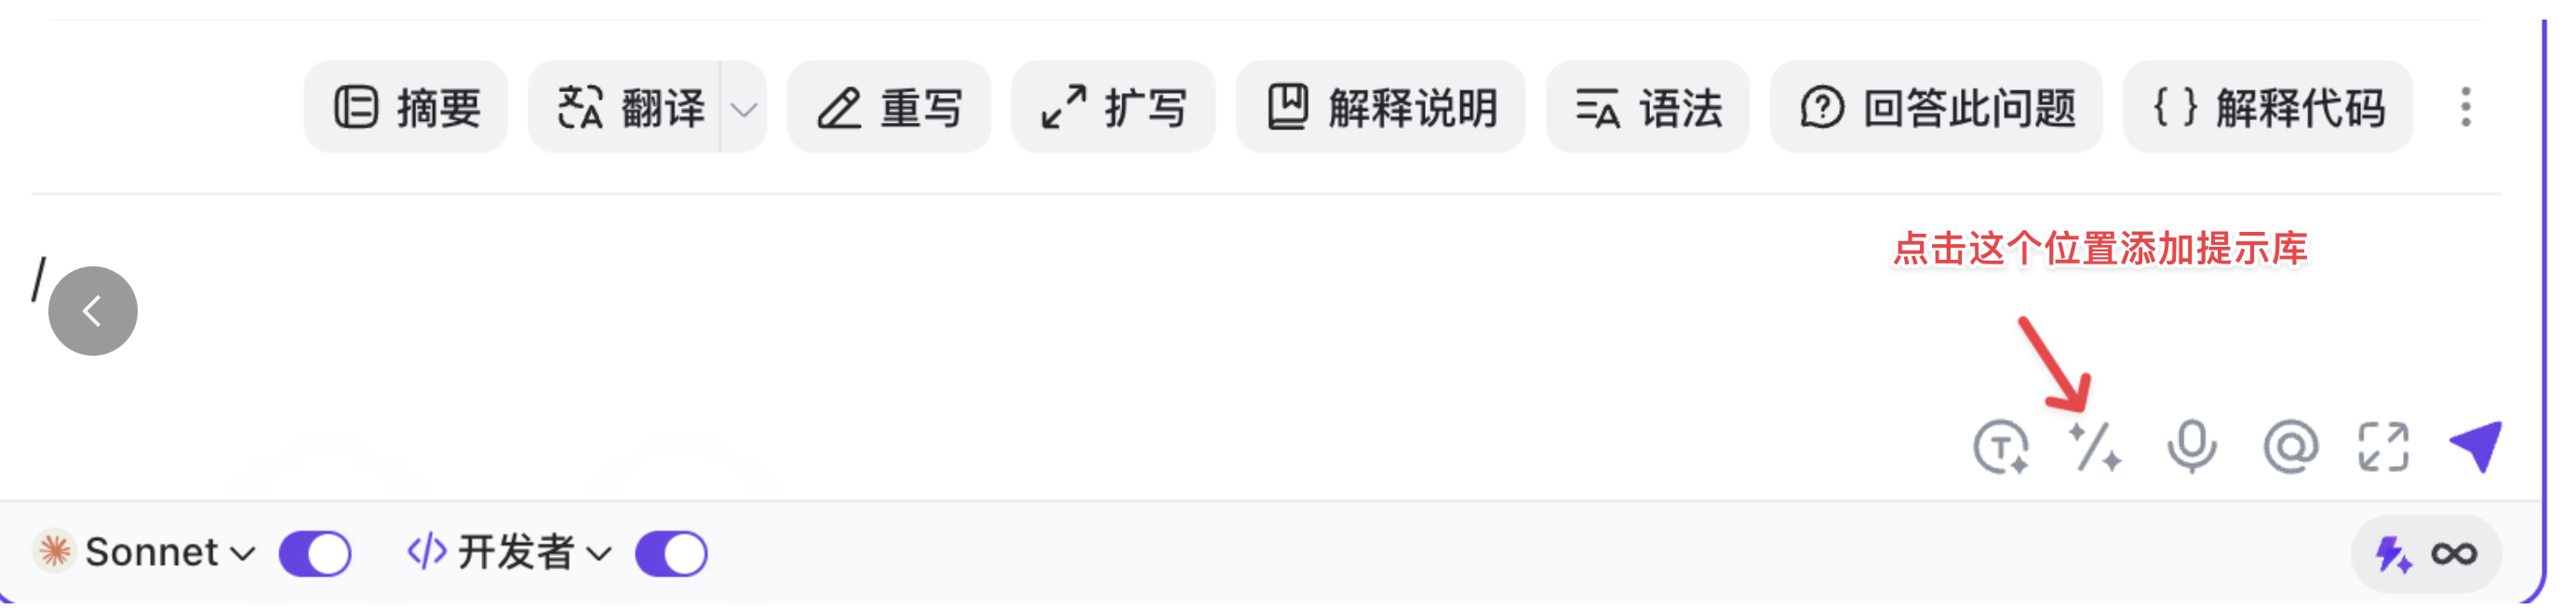 摘要 翻译 重写 扩写 解释说明 语法 回答此问题 { } 解释代码
点击这个位置添加提示库
/
Sonnet </> 开发者 ∞